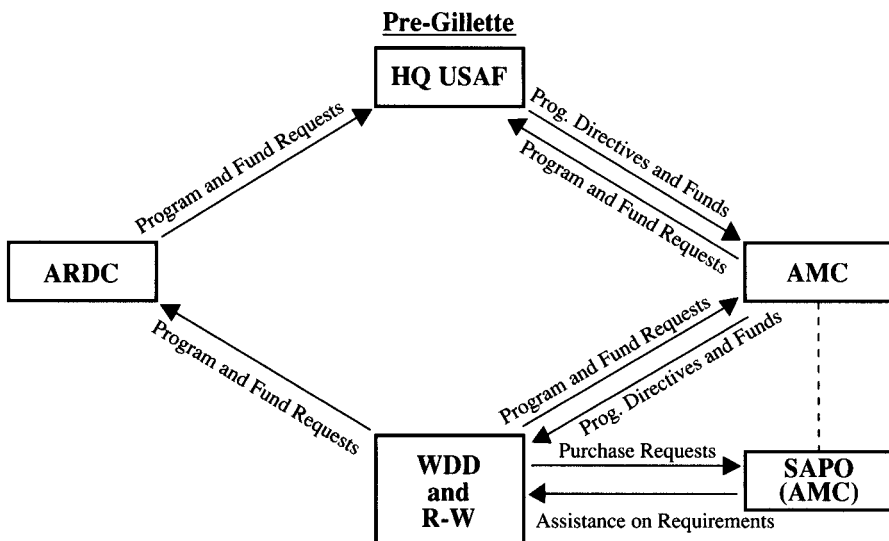 Pre-Gillette
HQ USAF
Program and Fund Requests
Prog. Directives and Funds
Program and Fund Requests
ARDC
AMC
Program and Fund Requests
Program and Fund Requests
Prog. Directives and Funds
WDD
and
R-W
Purchase Requests
Assistance on Requirements
SAPO
(AMC)